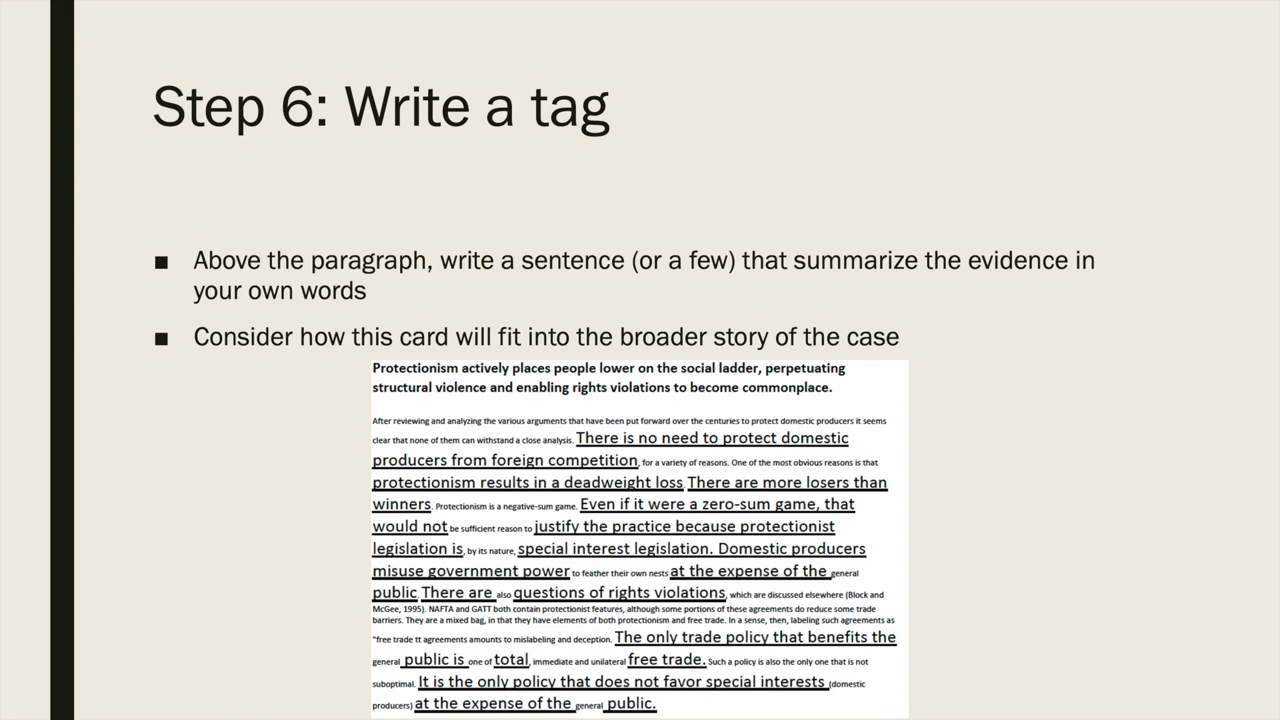 Step 6: Write a tag
■ Above the paragraph, write a sentence (or a few) that summarize the evidence in
your own words
■ Consider how this card will fit into the broader story of the case
Protectionism actively places people lower on the social ladder, perpetuating
structural violence and enabling rights violations to become commonplace.
After reviewing and analyzing the various arguments that have been put forward over the centuries to protect domestic producers it seems
clear that none of them can withstand a close analysis. There is no need to protect domestic
producers from foreign competition, for a variety of reasons. One of the most obvious reasons is that
protectionism results in a deadweight loss. There are more losers than
winners. Protectionism is a negative-sum game. Even if it were a zero-sum game, that
would not be sufficient reason to justify the practice because protectionist
legislation is, by its nature, special interest legislation. Domestic producers
misuse government power to feather their own nests at the expense of the general
public. There are also questions of rights violations, which are discussed elsewhere (Block and
McGee, 1995). NAFTA and GATT both contain protectionist features, although some portions of these agreements do reduce some trade
barriers. They are a mixed bag, in that they have elements of both protectionism and free trade. In a sense, then, labeling such agreements as
"free trade tt agreements amounts to mislabeling and deception. The only trade policy that benefits the
general public is one of total, immediate and unilateral free trade. Such a policy is also the only one that is not
suboptimal. It is the only policy that does not favor special interests (domestic
producers) at the expense of the general public.